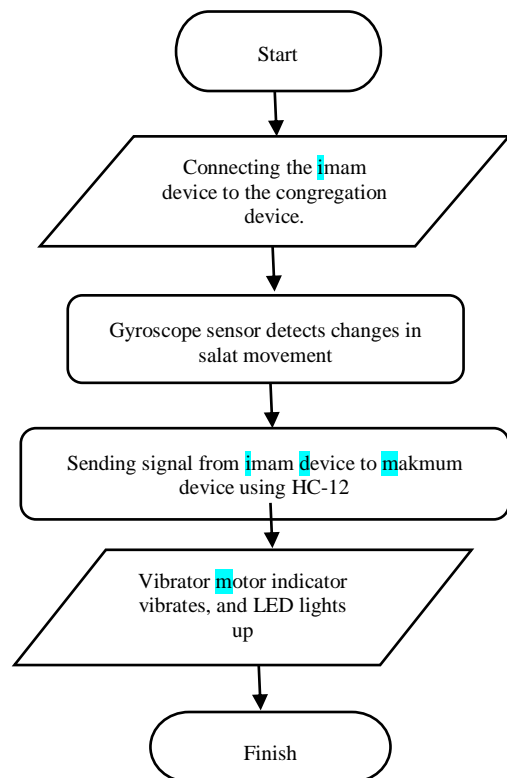 Start
Connecting the imam
device to the congregation
device.
Gyroscope sensor detects changes in
salat movement
Sending signal from imam device to makmum
device using HC-12
Vibrator motor indicator
vibrates, and LED lights
up
Finish